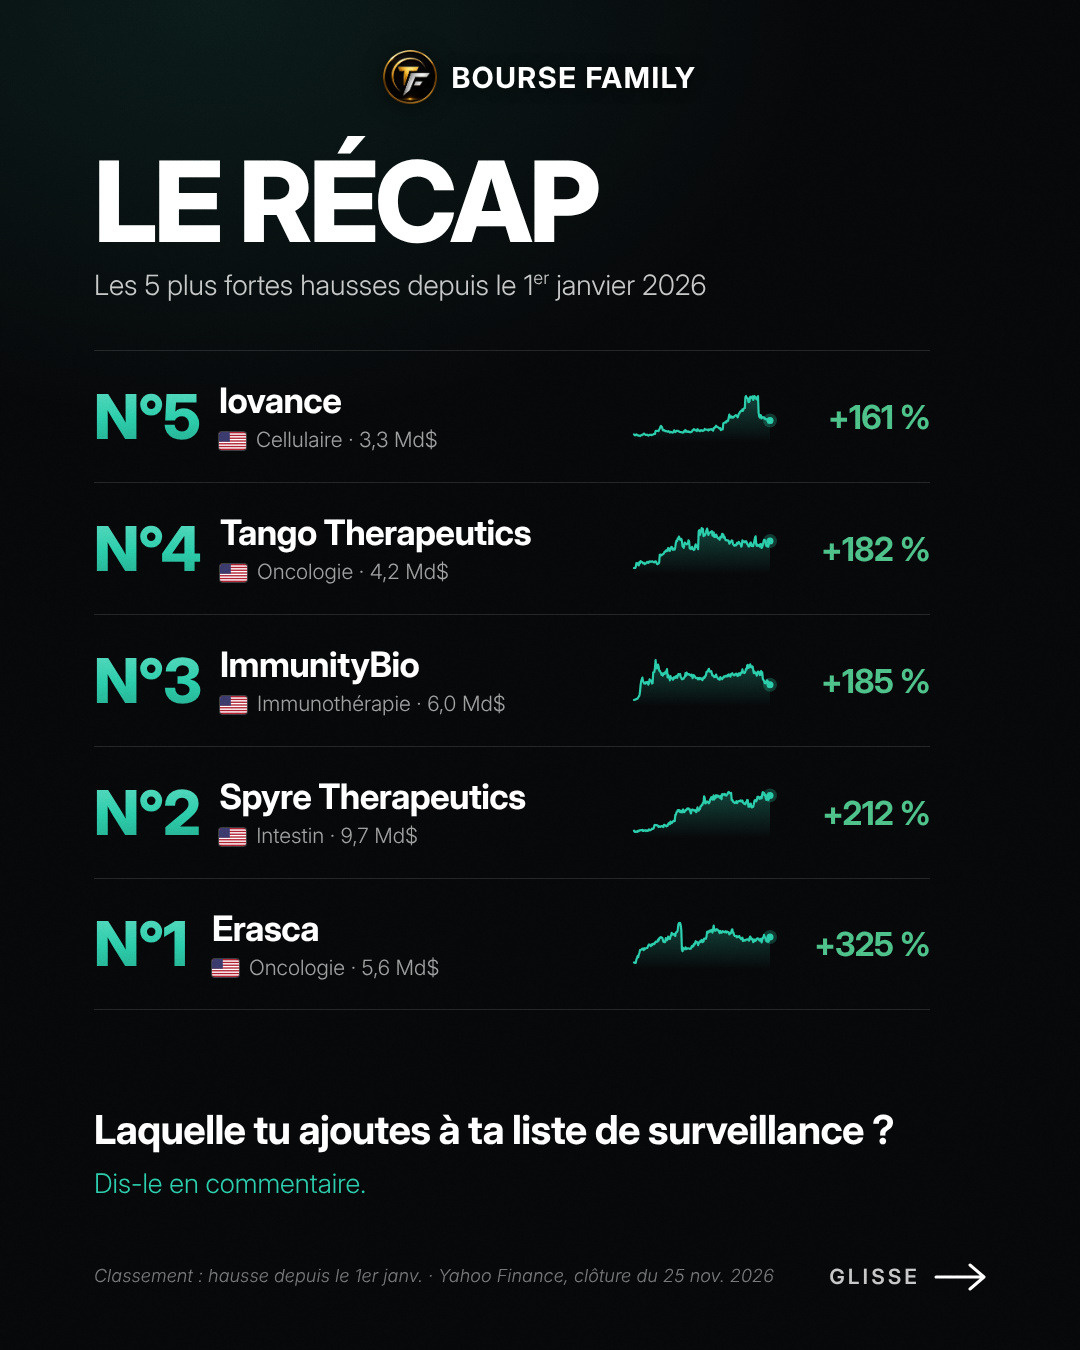 TF BOURSE FAMILY
LE RÉCAP
Les 5 plus fortes hausses depuis le 1er janvier 2026
N°5 Iovance
Cellulaire · 3,3 Md$
+161 %
N°4 Tango Therapeutics
Oncologie · 4,2 Md$
+182 %
N°3 ImmunityBio
Immunothérapie · 6,0 Md$
+185 %
N°2 Spyre Therapeutics
Intestin · 9,7 Md$
+212 %
N°1 Erasca
Oncologie · 5,6 Md$
+325 %
Laquelle tu ajoutes à ta liste de surveillance ?
Dis-le en commentaire.
Classement : hausse depuis le 1er janv. · Yahoo Finance, clôture du 25 nov. 2026
GLISSE